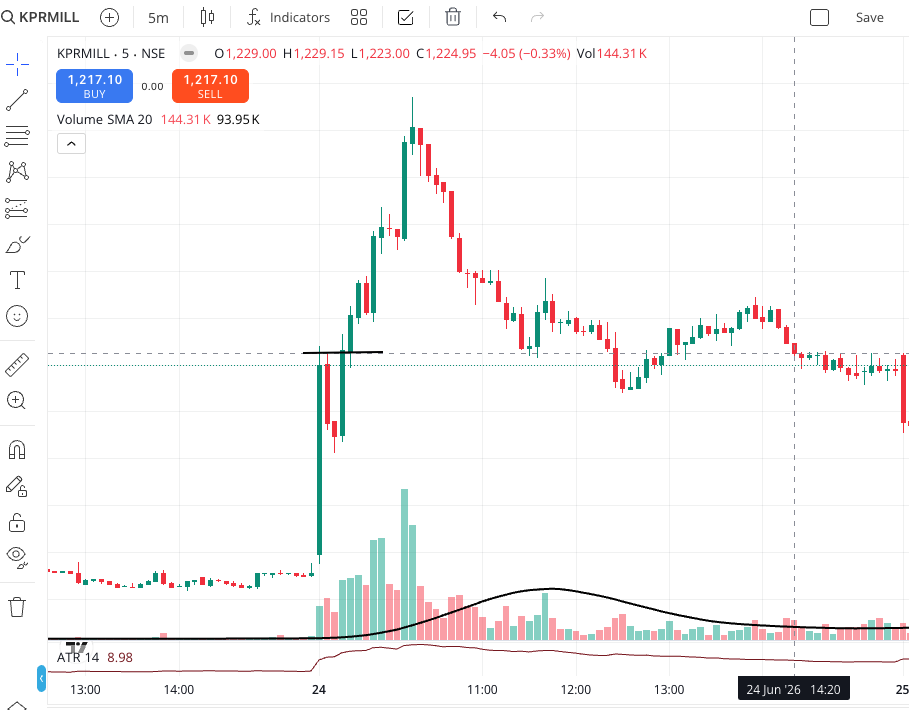 KPRMILL 5m Indicators Save
KPRMILL · 5 · NSE O1,229.00 H1,229.15 L1,223.00 C1,224.95 −4.05 (−0.33%) Vol144.31 K
1,217.10
BUY
0.00
1,217.10
SELL
Volume SMA 20 144.31 K 93.95 K
ATR 14 8.98
13:00 14:00 24 11:00 12:00 13:00 24 Jun '26 14:20 25